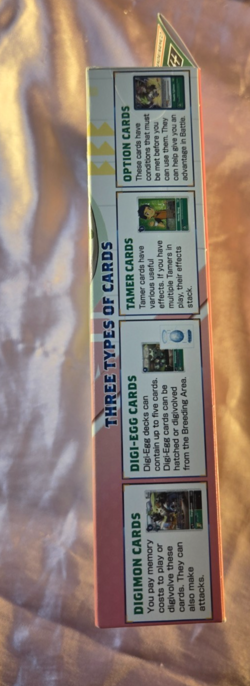 THREE TYPES OF CARDS
DIGIMON CARDS
You pay memory
costs to play or
digivolve these
cards. They can
also make
attacks.
DIGI-EGG CARDS
Digi-Egg decks can
contain up to five cards.
Digi-Egg cards can be
hatched or digivolved
from the Breeding Area.
TAMER CARDS
Tamer cards have
various useful
effects. If you have
multiple Tamers in
play, their effects
stack.
OPTION CARDS
These cards have
conditions that must
be met before you
can use them. They
can help give you an
advantage in Battle.